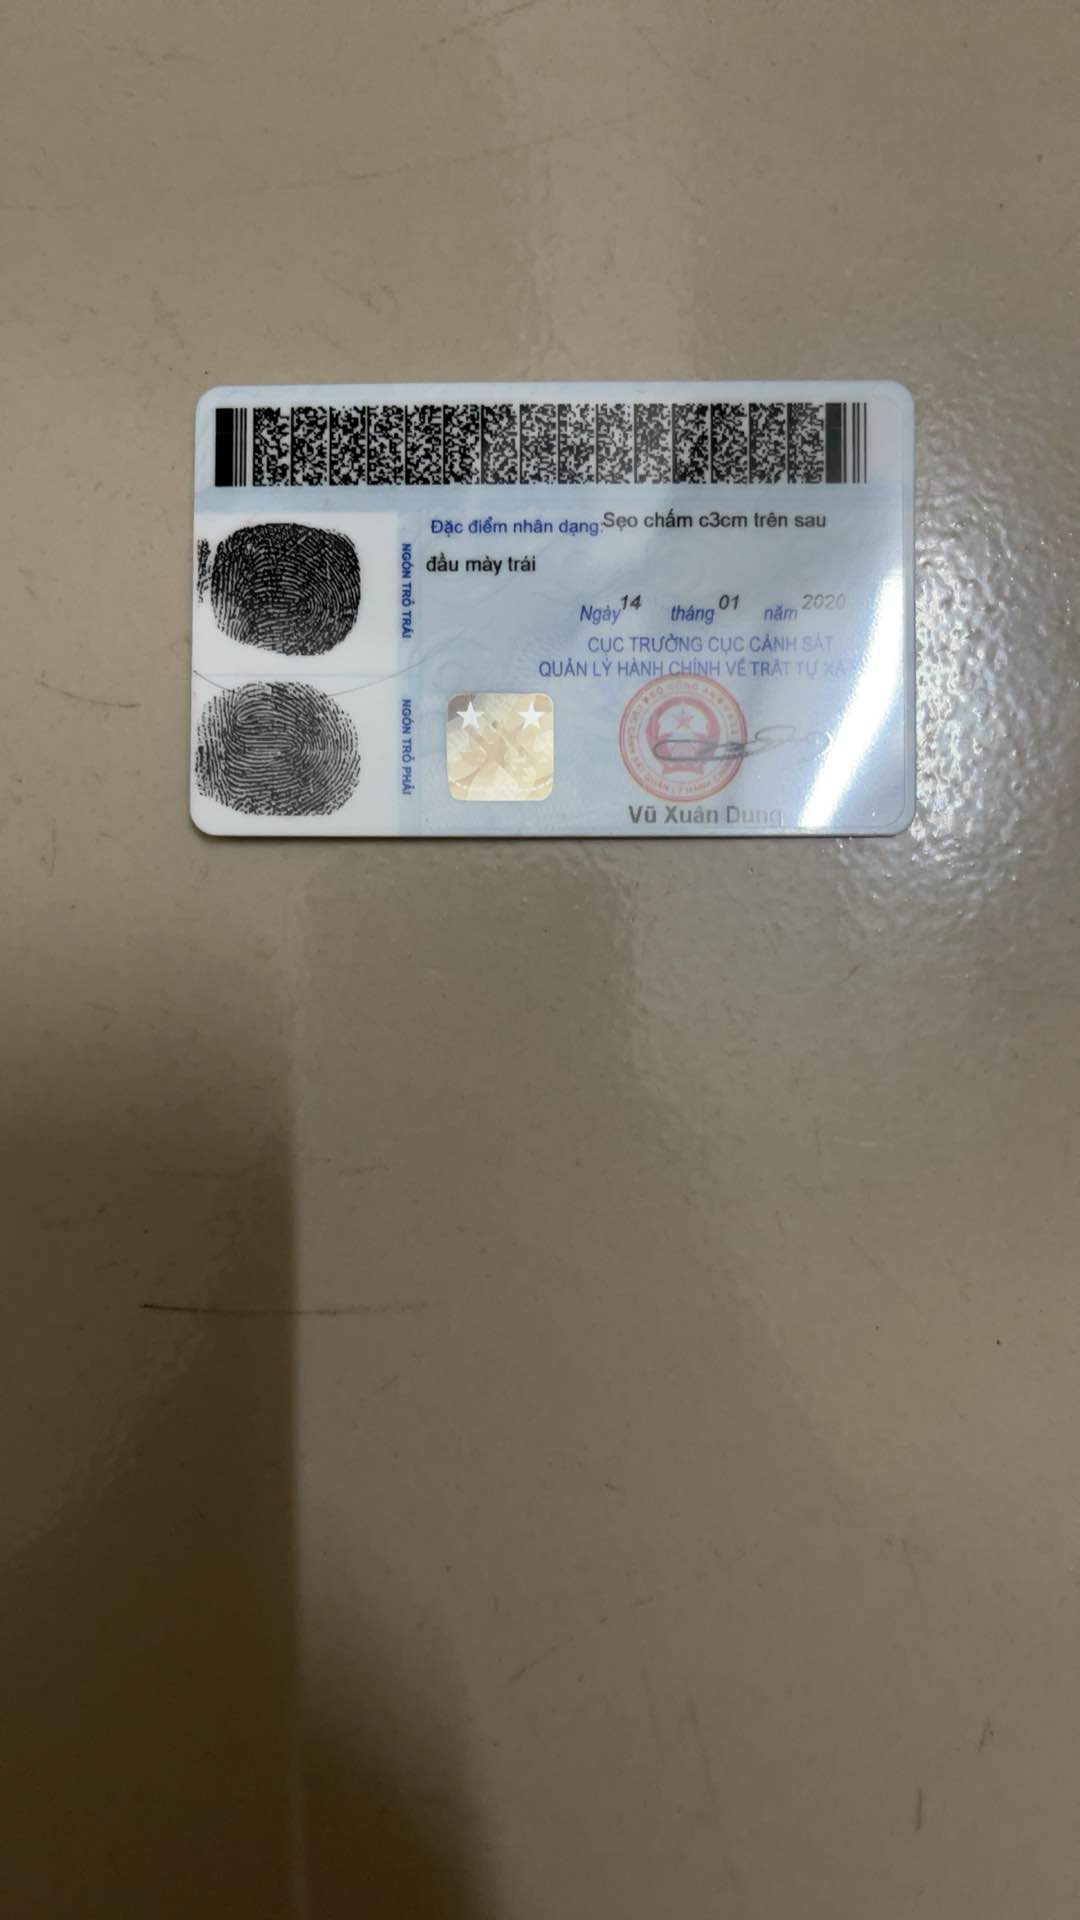 Đặc điểm nhân dạng: Sẹo chấm c3cm trên sau
đầu mày trái
Ngày 14 tháng 01 năm 2020
CỤC TRƯỞNG CỤC CẢNH SÁT
QUẢN LÝ HÀNH CHÍNH VỀ TRẬT TỰ XÃ
Vũ Xuân Dung
NGÓN TRỎ TRÁI
NGÓN TRỎ PHẢI